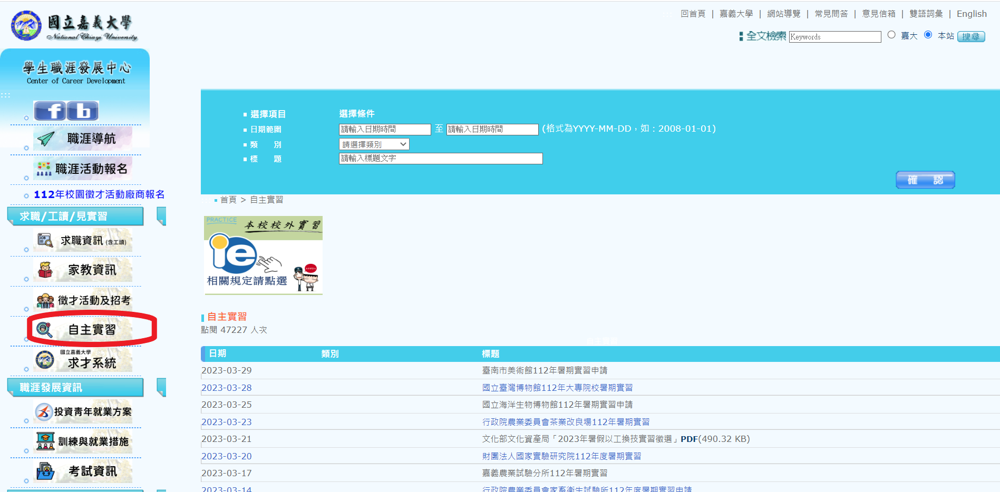 國立嘉義大學
National Chiayi University
回首頁 | 嘉義大學 | 網站導覽 | 常見問答 | 意見信箱 | 雙語詞彙 | English
全文檢索 Keywords 嘉大 本站 搜尋
學生職涯發展中心
Center of Career Development
f b
職涯導航
職涯活動報名
112年校園徵才活動廠商報名
求職/工讀/見實習
求職資訊 (含工讀)
家教資訊
徵才活動及招考
自主實習
國立嘉義大學
求才系統
職涯發展資訊
投資青年就業方案
訓練與就業措施
考試資訊
選擇項目 選擇條件
日期範圍 請輸入日期時間 至 請輸入日期時間 (格式為YYYY-MM-DD，如：2008-01-01)
類 別 請選擇類別
標 題 請輸入標題文字
確 認
首頁 > 自主實習
PRACTICE
本校校外實習
ie
相關規定請點選
自主實習
點閱 47227 人次
自主實習
日期 類別 標題
2023-03-29 臺南市美術館112年暑期實習申請
2023-03-28 國立臺灣博物館112年大專院校暑期實習
2023-03-25 國立海洋生物博物館112年暑期實習申請
2023-03-23 行政院農業委員會茶業改良場112年暑期實習
2023-03-21 文化部文化資產局「2023年暑假以工換技實習徵選」PDF(490.32 KB)
2023-03-20 財團法人國家實驗研究院112年度暑期實習
2023-03-17 嘉義農業試驗分所112年暑期實習
2023-03-14 行政院農業委員會家畜衛生試驗所112年度暑期實習申請